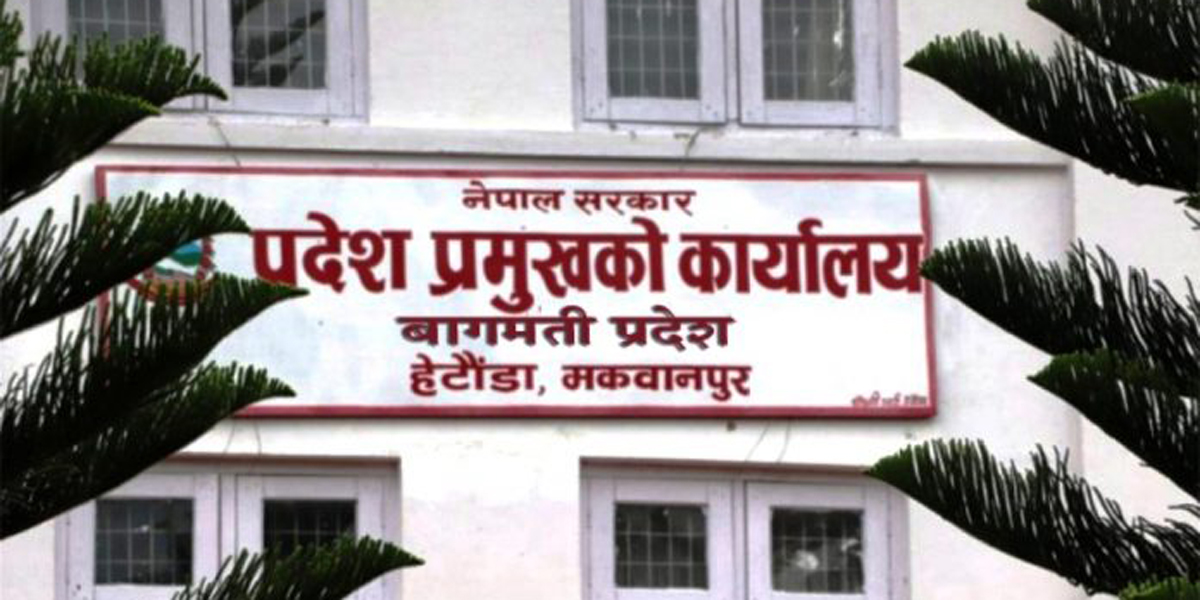 नेपाल सरकार
प्रदेश प्रमुखको कार्यालय
बागमती प्रदेश
हेटौंडा, मकवानपुर